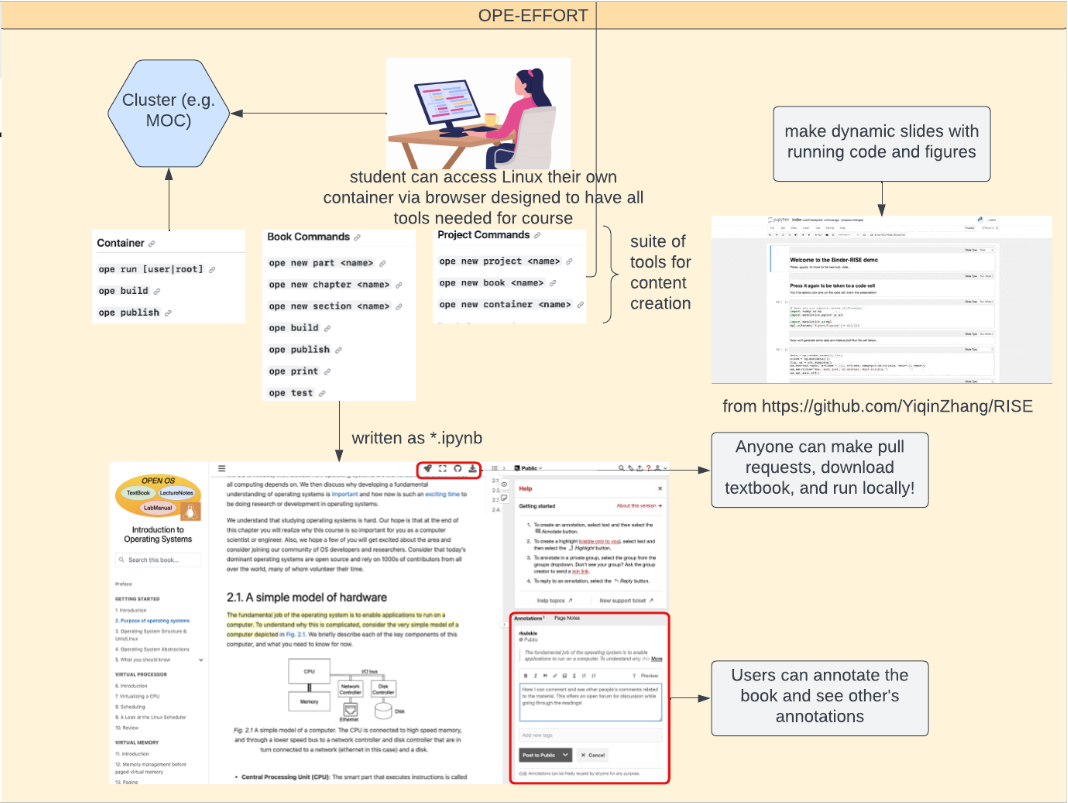 OPE-EFFORT
Cluster (e.g.
MOC)
student can access Linux their own
container via browser designed to have all
tools needed for course
make dynamic slides with
running code and figures
Container
ope run [user|root]
ope build
ope publish
Book Commands
ope new part <name>
ope new chapter <name>
ope new section <name>
ope build
ope publish
ope print
ope test
Project Commands
ope new project <name>
ope new book <name>
ope new container <name>
suite of
tools for
content
creation
Welcome to the Binder-RISE demo
from https://github.com/YiqinZhang/RISE
written as *.ipynb
OPEN OS
TextBook
LectureNotes
LabManual
Introduction to
Operating Systems
Search this book...
Preface
GETTING STARTED
1. Introduction
2. Purpose of operating systems
3. Operating System Structure &
4. Operating System Abstractions
5. What you should know
VIRTUAL PROCESSOR
6. Introduction
7. Virtualizing a CPU
8. Scheduling
9. A Look at the Linux Scheduler
10. Review
VIRTUAL MEMORY
11. Introduction
12. Memory management before
paged virtual memory
13. Paging
all computing depends on. We then discuss why developing a fundamental
understanding of operating systems is important and how now is such an exciting time to
be doing research or development in operating systems.
We understand that studying operating systems is hard. Our hope is that at the end of
this chapter you will realize why this course is so important for you as a computer
scientist or engineer. Also, we hope a few of you will get excited about the area and
consider joining our community of OS developers and researchers. Consider that today's
dominant operating systems are open source and rely on 1000s of contributors from all
over the world, many of whom volunteer their time.
2.1. A simple model of hardware
The fundamental job of the operating system is to enable applications to run on a
computer. To understand why this is complicated, consider the very simple model of a
computer depicted in Fig. 2.1. We briefly describe each of the key components of this
computer, and what you need to know for now.
CPU
I/O bus
Memory
Network
Controller
Disk
Controller
Ethernet
Disk
Fig. 2.1 A simple model of a computer. The CPU is connected to high speed memory,
and through a lower speed bus to a network controller and disk controller that are in
turn connected to a network (ethernet in this case) and a disk.
• Central Processing Unit (CPU): The smart part that executes instructions is called
Public
Help
Getting started
About this version
1. To create an annotation, select text and then select the
Annotate button.
2. To create a highlight (visible only to you), select text and
then select the Highlight button.
3. To annotate in a private group, select the group from the
groups dropdown. Don't see your group? Ask the group
creator to send a join link.
4. To reply to an annotation, select the Reply button.
Help topics
New support ticket
Annotations
Page Notes
Public
The fundamental job of the operating system is to enable
applications to run on a computer. To understand why this
More
Preview
Here I can comment and see other people's comments related
to the material. This offers an open forum for discussion while
going through the readings!
Add new tags
Post to Public
Cancel
Annotations can be freely reused by anyone for any purpose.
Anyone can make pull
requests, download
textbook, and run locally!
Users can annotate the
book and see other's
annotations